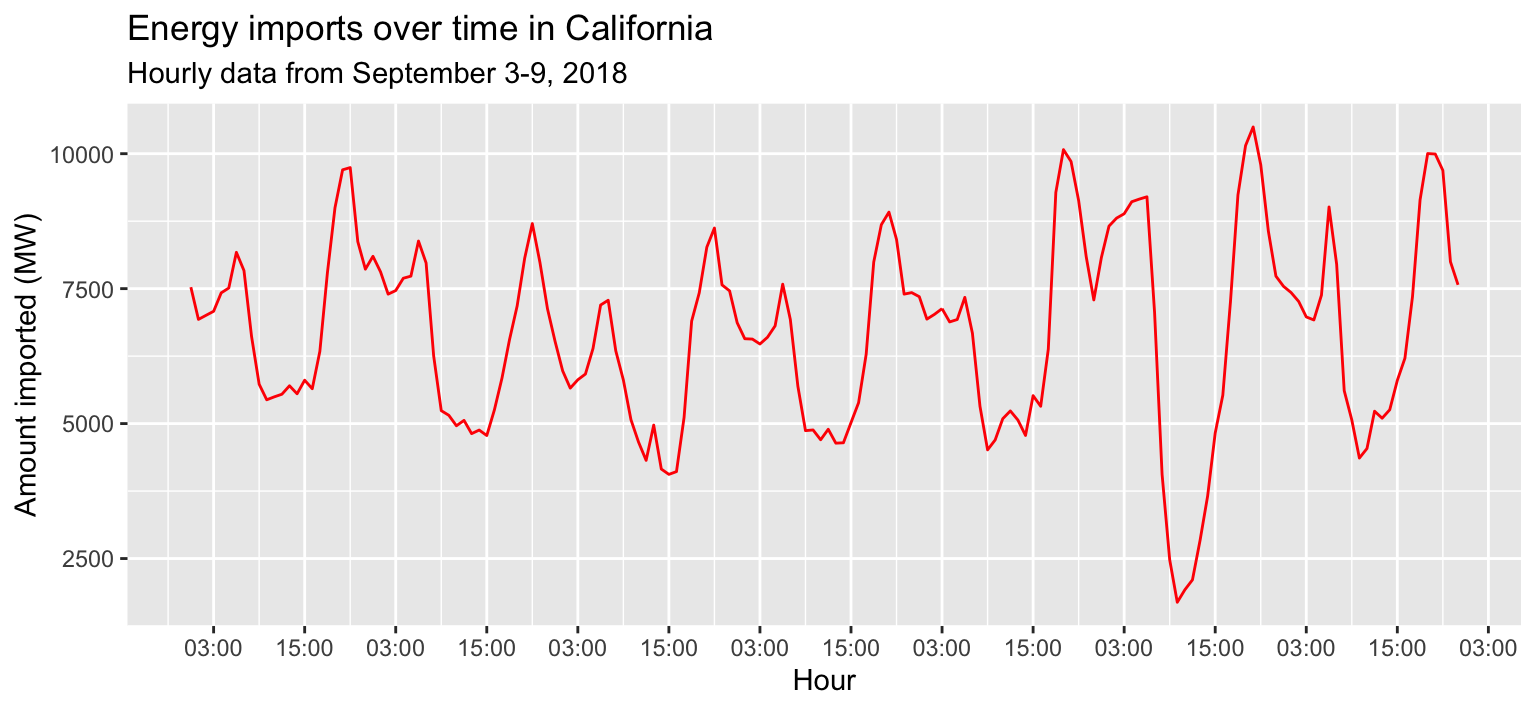 Energy imports over time in California
Hourly data from September 3-9, 2018
Amount imported (MW)
10000
7500
5000
2500
03:00 15:00 03:00 15:00 03:00 15:00 03:00 15:00 03:00 15:00 03:00 15:00 03:00 15:00 03:00
Hour